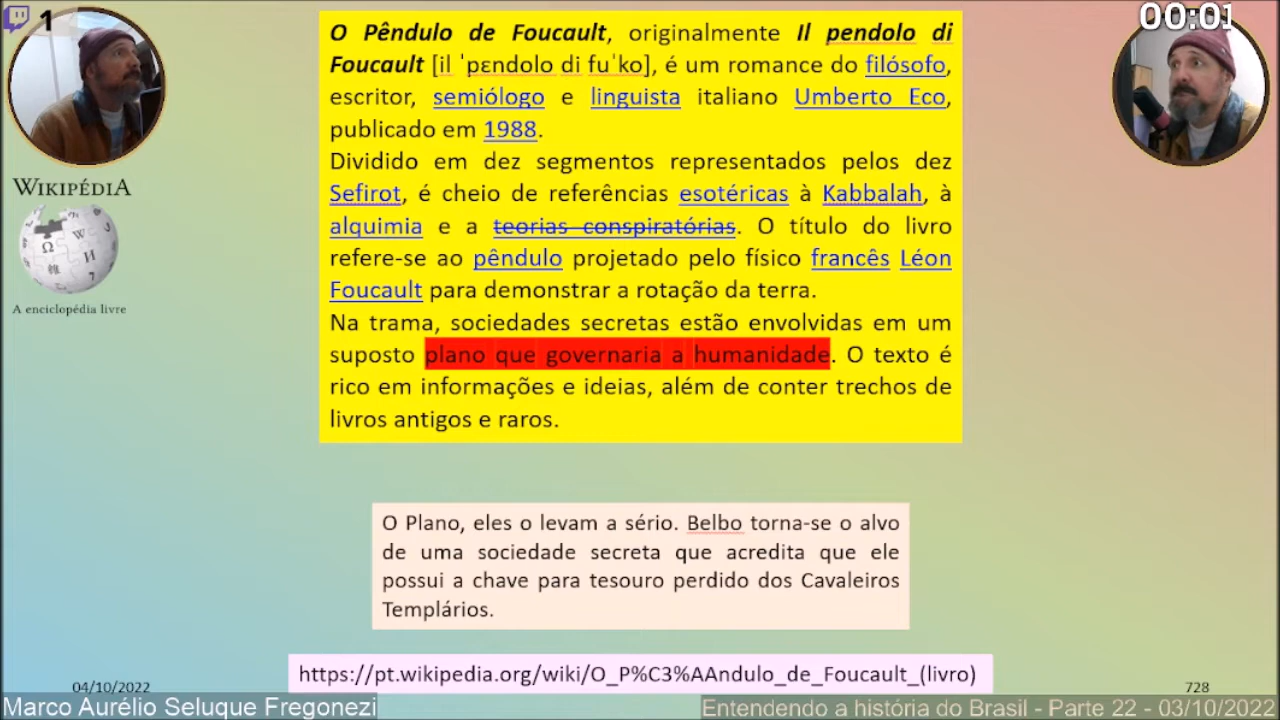 1
00:01
O Pêndulo de Foucault, originalmente Il pendolo di
Foucault [il ˈpɛndolo di fuˈko], é um romance do filósofo,
escritor, semiólogo e linguista italiano Umberto Eco,
publicado em 1988.
Dividido em dez segmentos representados pelos dez
Sefirot, é cheio de referências esotéricas à Kabbalah, à
alquimia e a teorias conspiratórias. O título do livro
refere-se ao pêndulo projetado pelo físico francês Léon
Foucault para demonstrar a rotação da terra.
Na trama, sociedades secretas estão envolvidas em um
suposto plano que governaria a humanidade. O texto é
rico em informações e ideias, além de conter trechos de
livros antigos e raros.
WIKIPÉDIA
Ω W И
A enciclopédia livre
O Plano, eles o levam a sério. Belbo torna-se o alvo
de uma sociedade secreta que acredita que ele
possui a chave para tesouro perdido dos Cavaleiros
Templários.
https://pt.wikipedia.org/wiki/O_P%C3%AAndulo_de_Foucault_(livro)
04/10/2022
728
Marco Aurélio Seluque Fregonezi
Entendendo a história do Brasil - Parte 22 - 03/10/2022